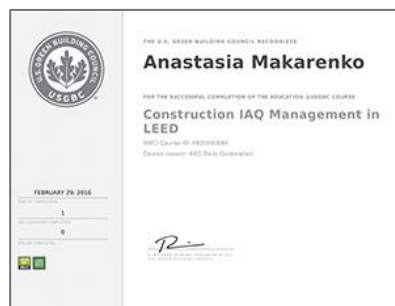 U.S. GREEN BUILDING COUNCIL
USGBC
THE U.S. GREEN BUILDING COUNCIL RECOGNIZES
Anastasia Makarenko
FOR THE SUCCESSFUL COMPLETION OF THE EDUCATION @USGBC COURSE
Construction IAQ Management in
LEED
Course creator: AEC Daily Corporation
FEBRUARY 29, 2016
1
0